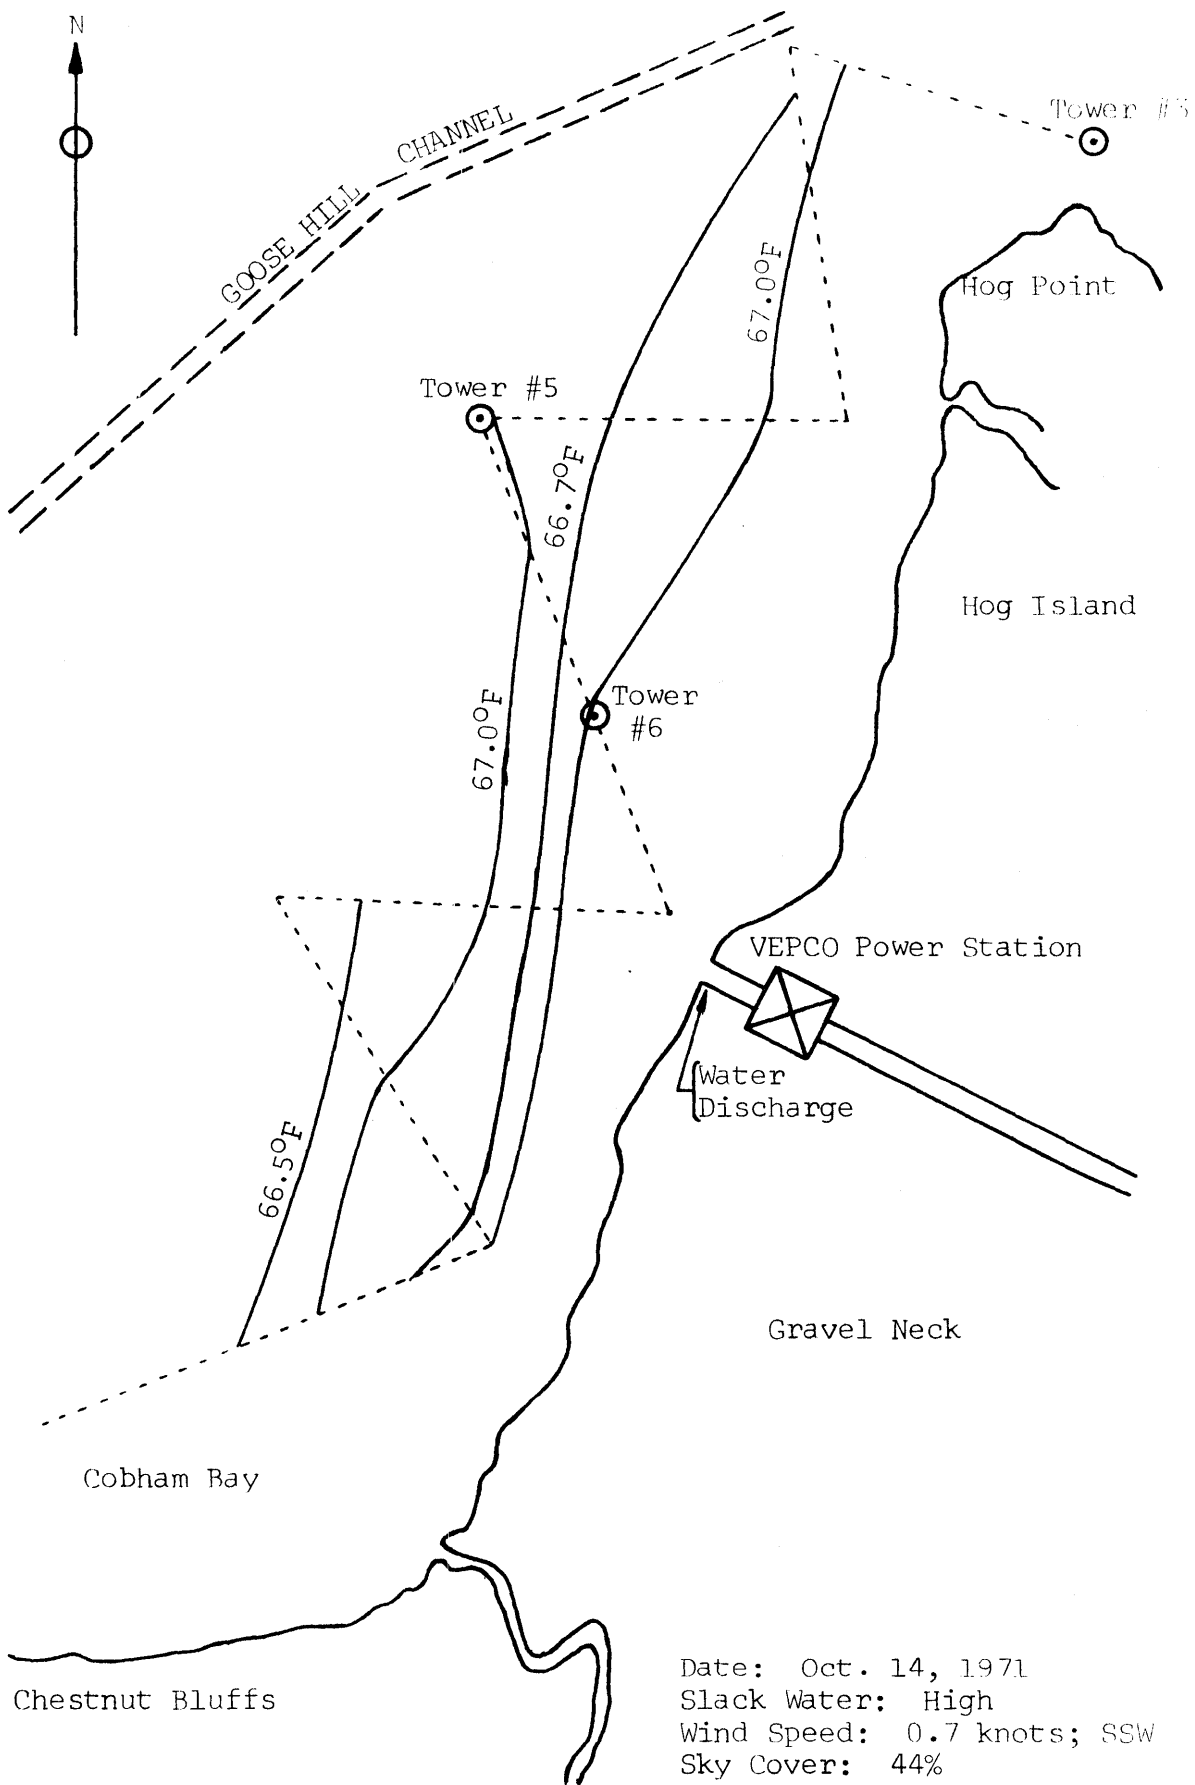 N
Tower #3
CHANNEL
GOOSE HILL
Hog Point
67.0°F
Tower #5
66.7°F
Hog Island
Tower
#6
67.0°F
VEPCO Power Station
Water
Discharge
66.5°F
Gravel Neck
Cobham Bay
Chestnut Bluffs
Date: Oct. 14, 1971
Slack Water: High
Wind Speed: 0.7 knots; SSW
Sky Cover: 44%